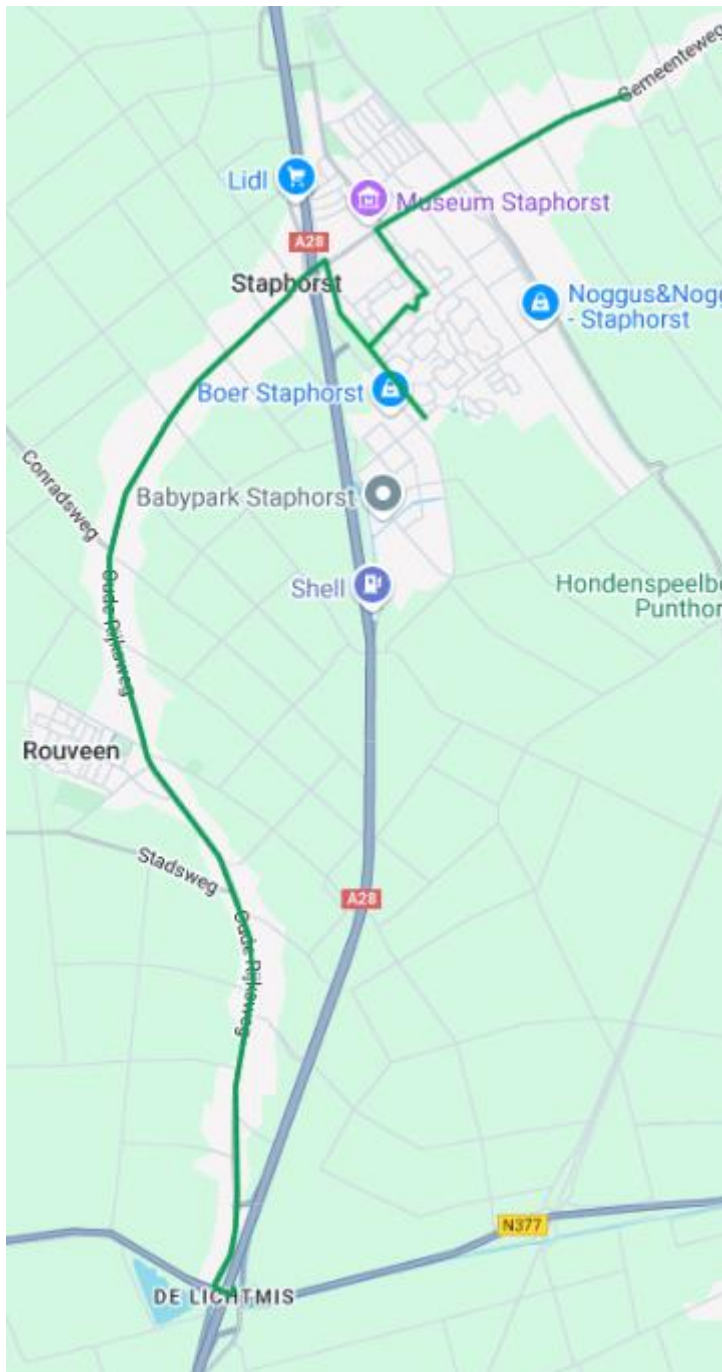 Gemeenteweg
Lidl
Museum Staphorst
A28
Staphorst
Noggus&Nogg
- Staphorst
Boer Staphorst
Conradsweg
Babypark Staphorst
Shell
Hondenspeelbo
Punthor
Oude Rijksweg
Rouveen
Stadsweg
A28
Oude Rijksweg
N377
DE LICHTMIS